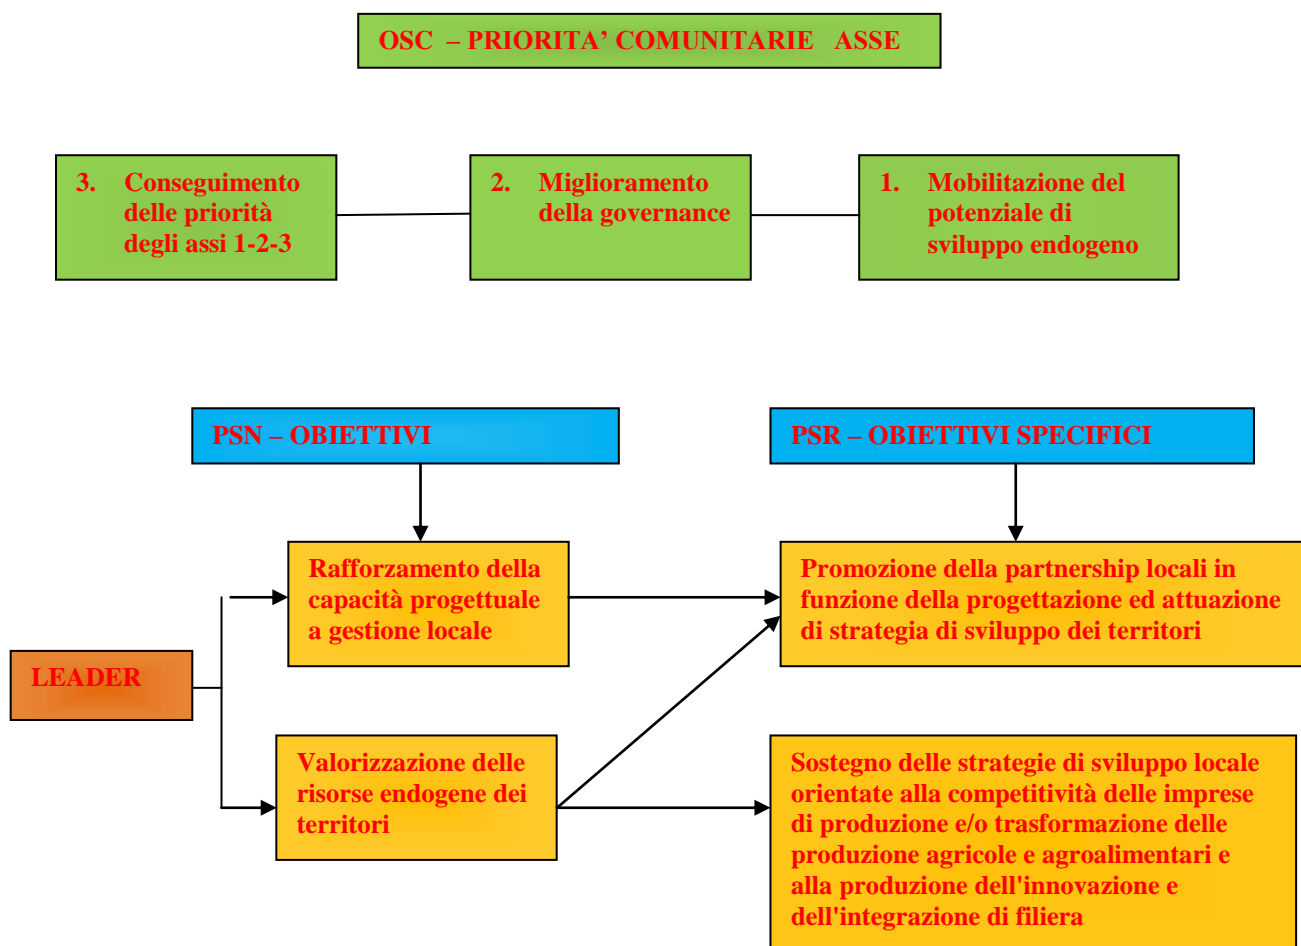 OSC – PRIORITA’ COMUNITARIE ASSE
3. Conseguimento
delle priorità
degli assi 1-2-3
2. Miglioramento
della governance
1. Mobilitazione del
potenziale di
sviluppo endogeno
PSN – OBIETTIVI
PSR – OBIETTIVI SPECIFICI
Rafforzamento della
capacità progettuale
a gestione locale
Promozione della partnership locali in
funzione della progettazione ed attuazione
di strategia di sviluppo dei territori
LEADER
Valorizzazione delle
risorse endogene dei
territori
Sostegno delle strategie di sviluppo locale
orientate alla competitività delle imprese
di produzione e/o trasformazione delle
produzione agricole e agroalimentari e
alla produzione dell'innovazione e
dell'integrazione di filiera